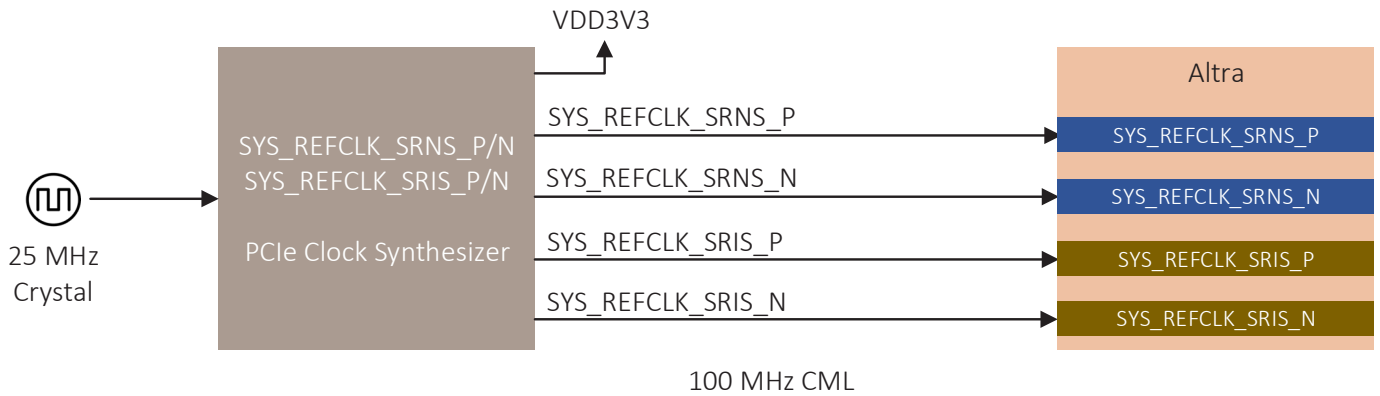 VDD3V3
Altra
SYS_REFCLK_SRNS_P
SYS_REFCLK_SRNS_P
SYS_REFCLK_SRNS_P/N
SYS_REFCLK_SRIS_P/N
SYS_REFCLK_SRNS_N
SYS_REFCLK_SRNS_N
PCIe Clock Synthesizer
SYS_REFCLK_SRIS_P
SYS_REFCLK_SRIS_P
25 MHz
Crystal
SYS_REFCLK_SRIS_N
SYS_REFCLK_SRIS_N
100 MHz CML